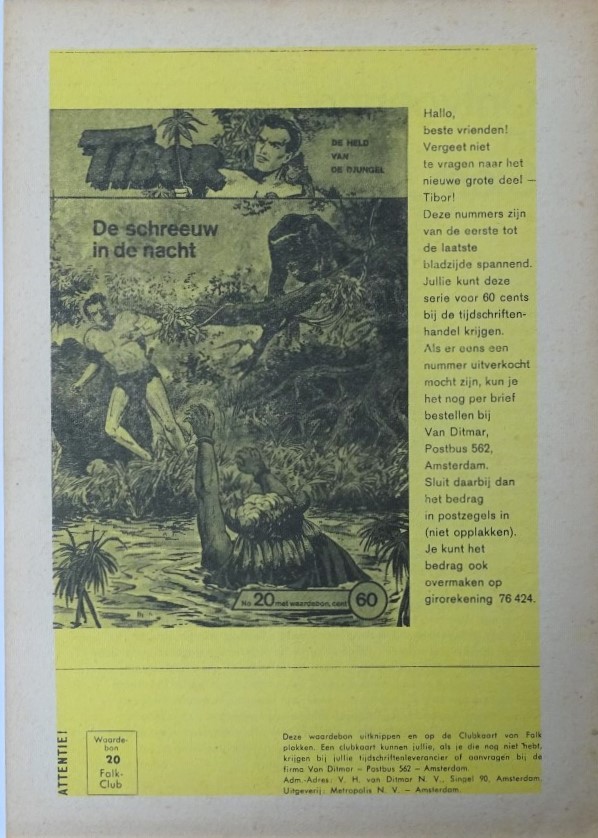 TIBOR
DE HELD
VAN
DE DJUNGEL
De schreeuw
in de nacht
No. 20 met waardebon, cent 60
Hallo,
beste vrienden!
Vergeet niet
te vragen naar het
nieuwe grote deel —
Tibor!
Deze nummers zijn
van de eerste tot
de laatste
bladzijde spannend.
Jullie kunt deze
serie voor 60 cents
bij de tijdschriften-
handel krijgen.
Als er eens een
nummer uitverkocht
mocht zijn, kun je
het nog per brief
bestellen bij
Van Ditmar,
Postbus 562,
Amsterdam.
Sluit daarbij dan
het bedrag
in postzegels in
(niet opplakken).
Je kunt het
bedrag ook
overmaken op
girorekening 76 424.
ATTENTIE!
Waarde-
bon
20
Falk-
Club
Deze waardebon uitknippen en op de Clubkaart van Falk
plakken. Een clubkaart kunnen jullie, als je die nog niet hebt,
krijgen bij jullie tijdschriftenleverancier of aanvragen bij de
firma Van Ditmar — Postbus 562 — Amsterdam.
Adm.-Adres: V. H. van Ditmar N. V., Singel 90, Amsterdam.
Uitgeverij: Metropolis N. V. — Amsterdam.